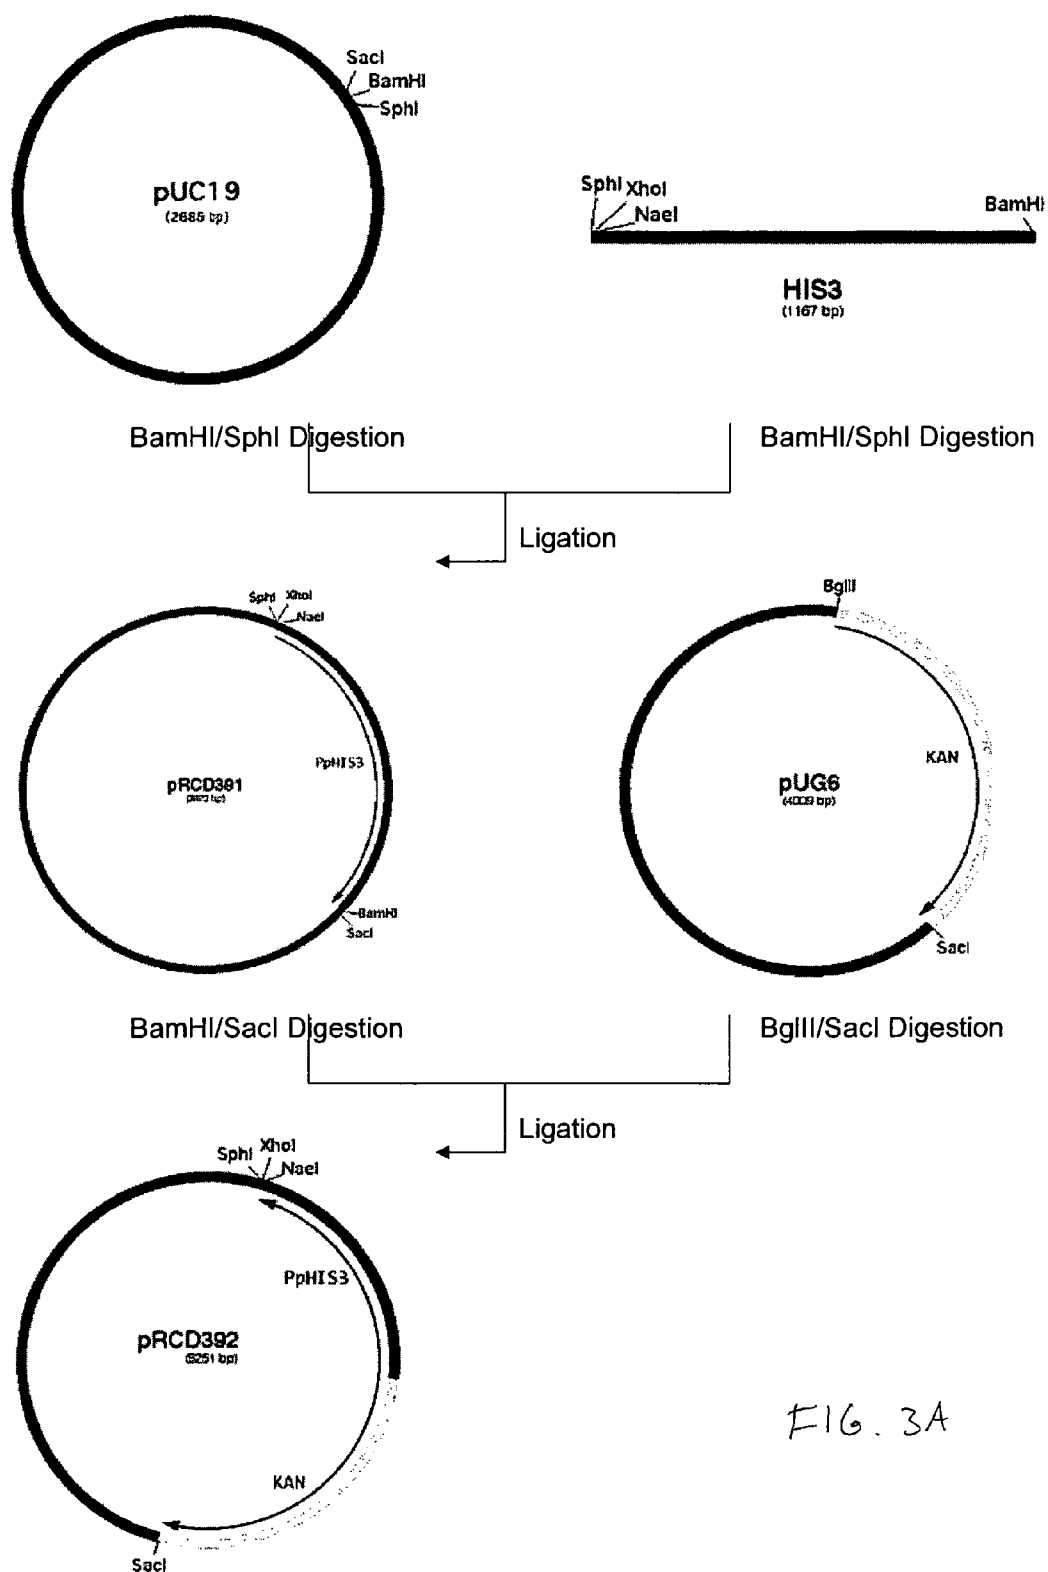 SacI
BamHI
SphI
pUC19
(2686 bp)
SphI
XhoI
NaeI
BamHI
HIS3
(1167 bp)
BamHI/SphI Digestion
BamHI/SphI Digestion
Ligation
SphI
XhoI
NaeI
PpHIS3
pRCD391
BamHI
SacI
BglII
KAN
pUG6
(4009 bp)
SacI
BamHI/SacI Digestion
BglII/SacI Digestion
Ligation
SphI
XhoI
NaeI
PpHIS3
pRCD392
(5251 bp)
KAN
SacI
FIG. 3A